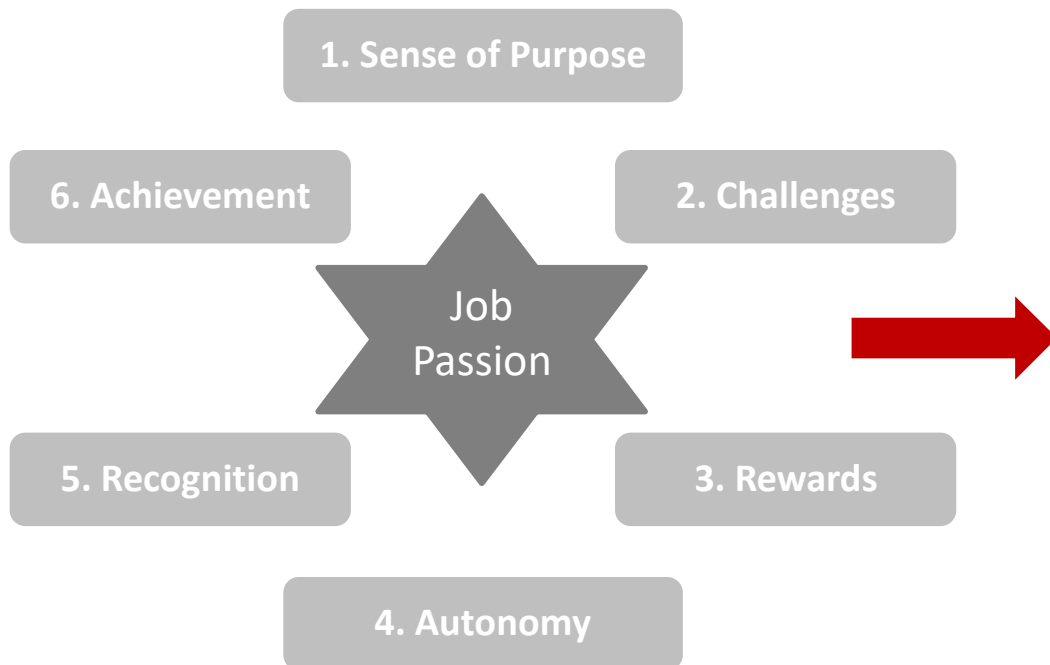 1. Sense of Purpose
6. Achievement
2. Challenges
Job
Passion
5. Recognition
3. Rewards
4. Autonomy